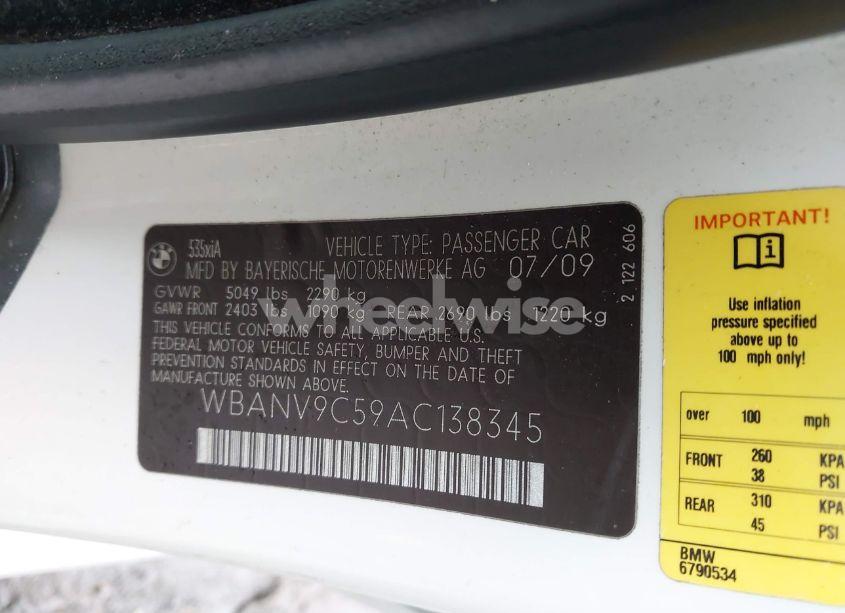 535xiA
VEHICLE TYPE: PASSENGER CAR
MFD BY BAYERISCHE MOTORENWERKE AG 07/09
GVWR 5049 lbs 2290 kg
GAWR FRONT 2403 lbs 1090 kg REAR 2690 lbs 1220 kg
THIS VEHICLE CONFORMS TO ALL APPLICABLE U.S.
FEDERAL MOTOR VEHICLE SAFETY, BUMPER AND THEFT
PREVENTION STANDARDS IN EFFECT ON THE DATE OF
MANUFACTURE SHOWN ABOVE.
WBANV9C59AC138345
2 122 606
wheelwise
IMPORTANT!
Use inflation
pressure specified
above up to
100 mph only!
over 100 mph
FRONT 260 KPA
38 PSI
REAR 310 KPA
45 PSI
BMW
6790534